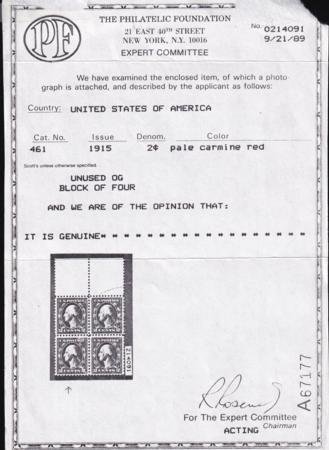 PF
THE PHILATELIC FOUNDATION
21 EAST 40TH STREET
NEW YORK, N.Y. 10016
EXPERT COMMITTEE
No. 0214091
9/21/89
We have examined the enclosed item, of which a photo-
graph is attached, and described by the applicant as follows:
Country: UNITED STATES OF AMERICA
Cat. No. Issue Denom. Color
461 1915 2¢ pale carmine red
Scott's unless otherwise specified.
UNUSED OG
BLOCK OF FOUR
AND WE ARE OF THE OPINION THAT:
IT IS GENUINE* * * * * * * * * * * * * * * * *
214091
A67177
For The Expert Committee
ACTING Chairman